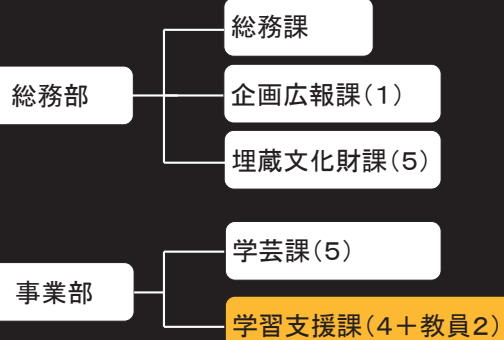 総務課
総務部
企画広報課(1)
埋蔵文化財課(5)
学芸課(5)
事業部
学習支援課(4+教員2)